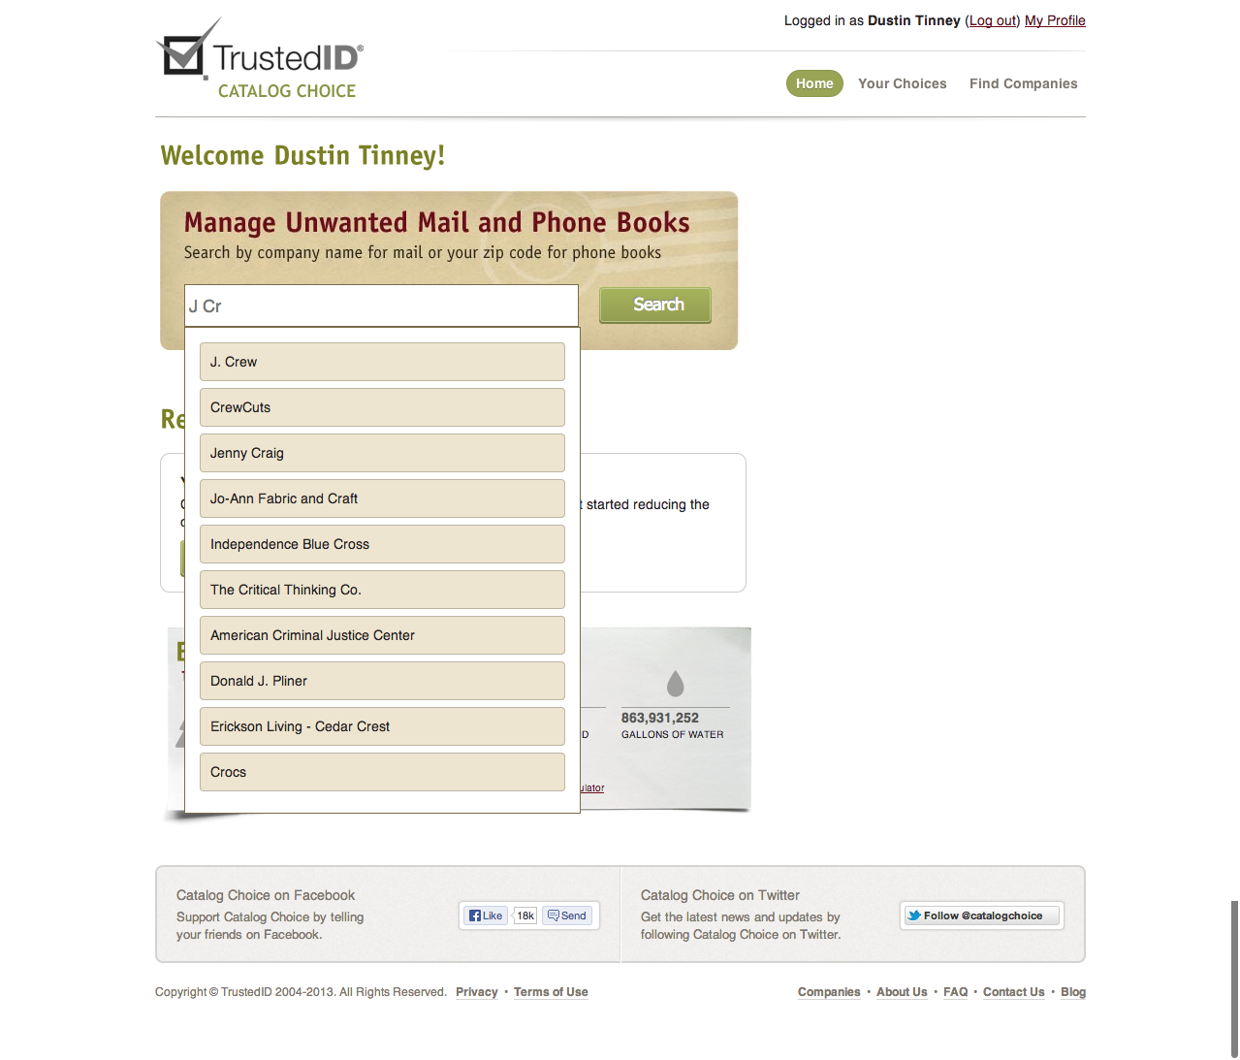 Logged in as Dustin Tinney (Log out) My Profile
TrustedID®
CATALOG CHOICE
Home Your Choices Find Companies
Welcome Dustin Tinney!
Manage Unwanted Mail and Phone Books
Search by company name for mail or your zip code for phone books
J Cr
Search
J. Crew
CrewCuts
Re
Jenny Craig
Jo-Ann Fabric and Craft
t started reducing the
Independence Blue Cross
The Critical Thinking Co.
American Criminal Justice Center
Donald J. Pliner
863,931,252
Erickson Living - Cedar Crest
D
GALLONS OF WATER
Crocs
ulator
Catalog Choice on Facebook
Support Catalog Choice by telling
your friends on Facebook.
Like 18k Send
Catalog Choice on Twitter
Get the latest news and updates by
following Catalog Choice on Twitter.
Follow @catalogchoice
Copyright © TrustedID 2004-2013. All Rights Reserved. Privacy • Terms of Use
Companies • About Us • FAQ • Contact Us • Blog